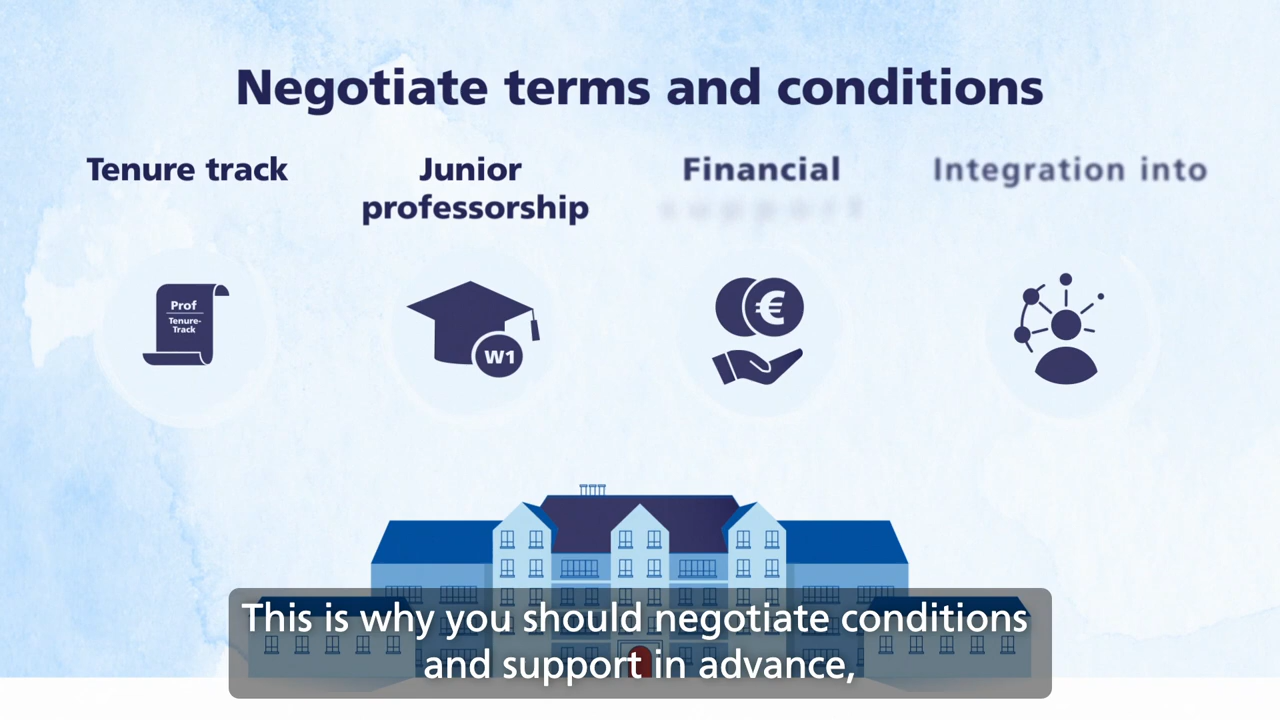 Negotiate terms and conditions
Tenure track
Junior
professorship
Financial
support
Integration into
Prof
Tenure-
Track
W1
€
This is why you should negotiate conditions
and support in advance,